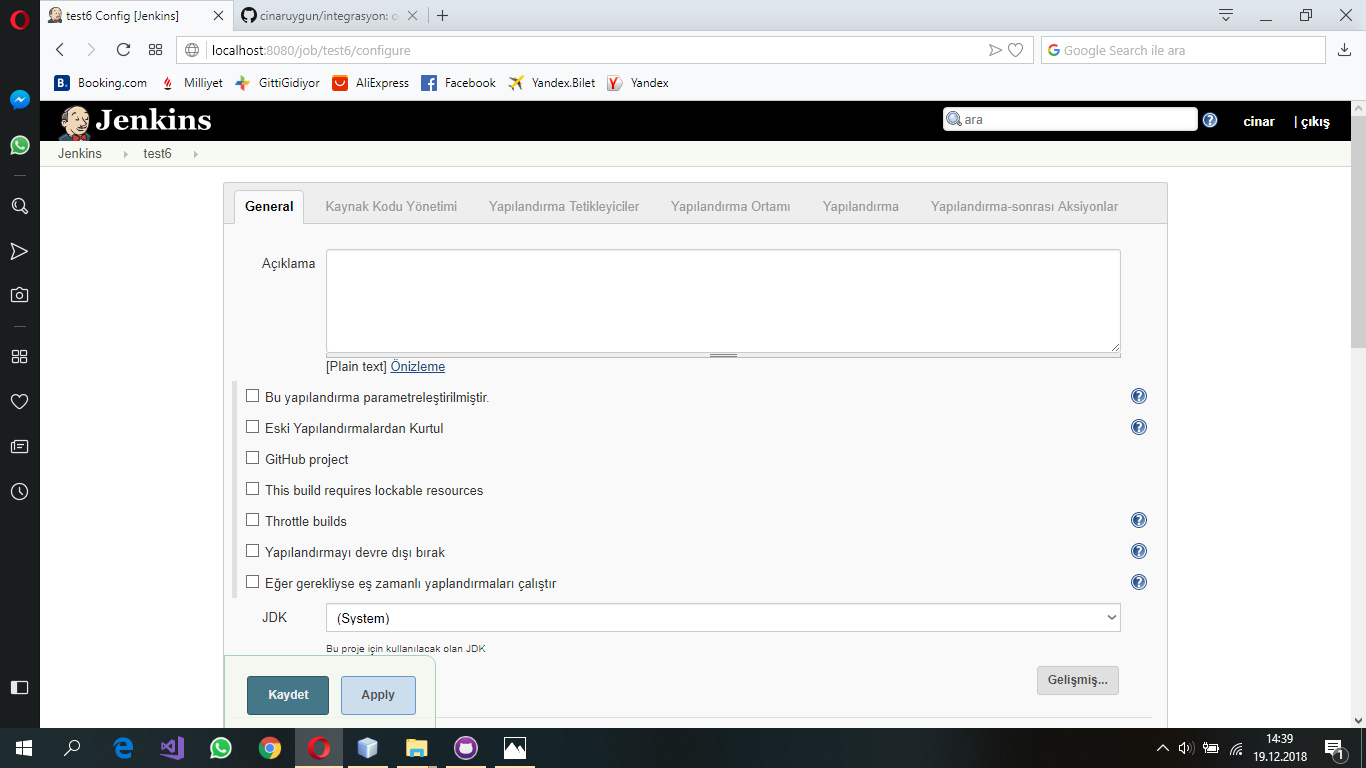 test6 Config [Jenkins]
cinaruygun/integrasyon: o
localhost:8080/job/test6/configure
Google Search ile ara
B. Booking.com
Milliyet
GittiGidiyor
AliExpress
Facebook
Yandex.Bilet
Yandex
Jenkins
ara
cinar
| çıkış
Jenkins
test6
General
Kaynak Kodu Yönetimi
Yapılandırma Tetikleyiciler
Yapılandırma Ortamı
Yapılandırma
Yapılandırma-sonrası Aksiyonlar
Açıklama
[Plain text] Önizleme
Bu yapılandırma parametreleştirilmiştir.
Eski Yapılandırmalardan Kurtul
GitHub project
This build requires lockable resources
Throttle builds
Yapılandırmayı devre dışı bırak
Eğer gerekliyse eş zamanlı yaplandırmaları çalıştır
JDK
(System)
Bu proje için kullanılacak olan JDK
Gelişmiş...
Kaydet
Apply
14:39
19.12.2018
1